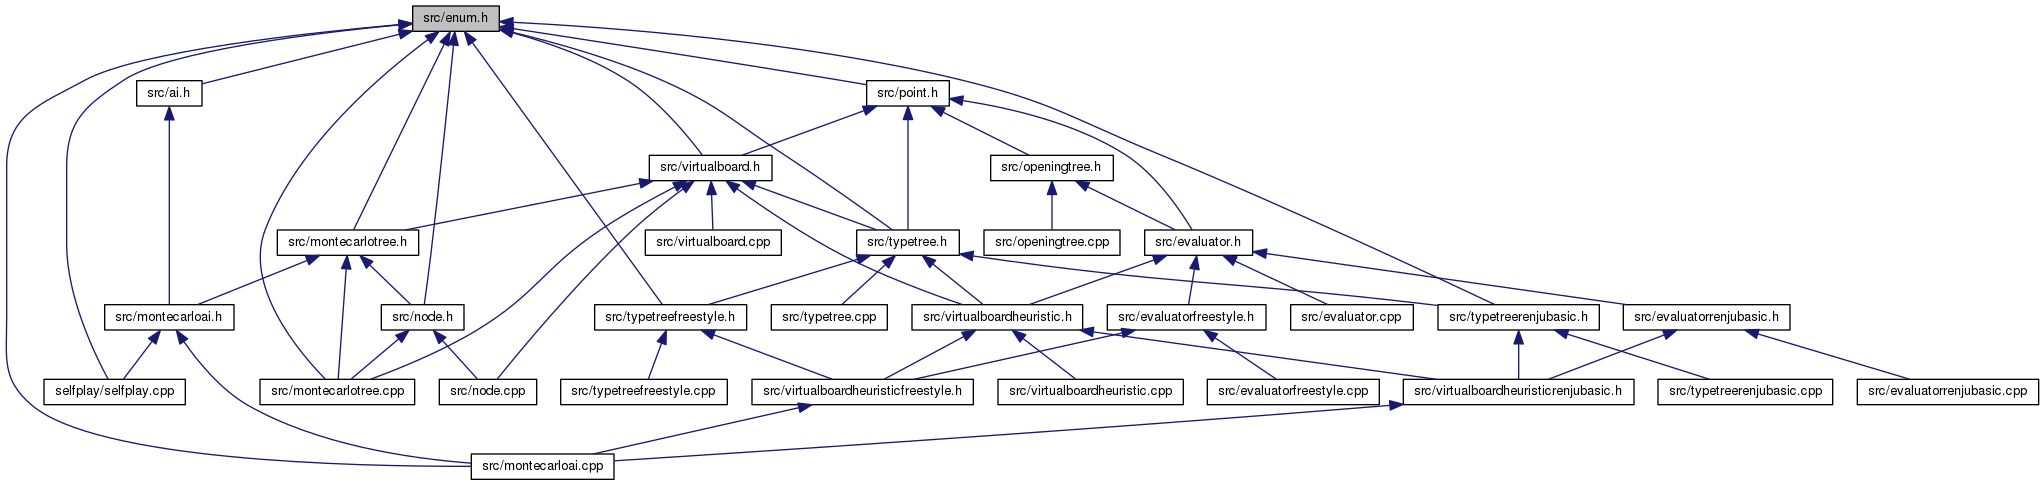 src/enum.h
src/ai.h
src/point.h
src/virtualboard.h
src/openingtree.h
src/montecarlotree.h
src/virtualboard.cpp
src/typetree.h
src/openingtree.cpp
src/evaluator.h
src/montecarloai.h
src/node.h
src/typetreefreestyle.h
src/typetree.cpp
src/virtualboardheuristic.h
src/evaluatorfreestyle.h
src/evaluator.cpp
src/typetreerenjubasic.h
src/evaluatorrenjubasic.h
selfplay/selfplay.cpp
src/montecarlotree.cpp
src/node.cpp
src/typetreefreestyle.cpp
src/virtualboardheuristicfreestyle.h
src/virtualboardheuristic.cpp
src/evaluatorfreestyle.cpp
src/virtualboardheuristicrenjubasic.h
src/typetreerenjubasic.cpp
src/evaluatorrenjubasic.cpp
src/montecarloai.cpp